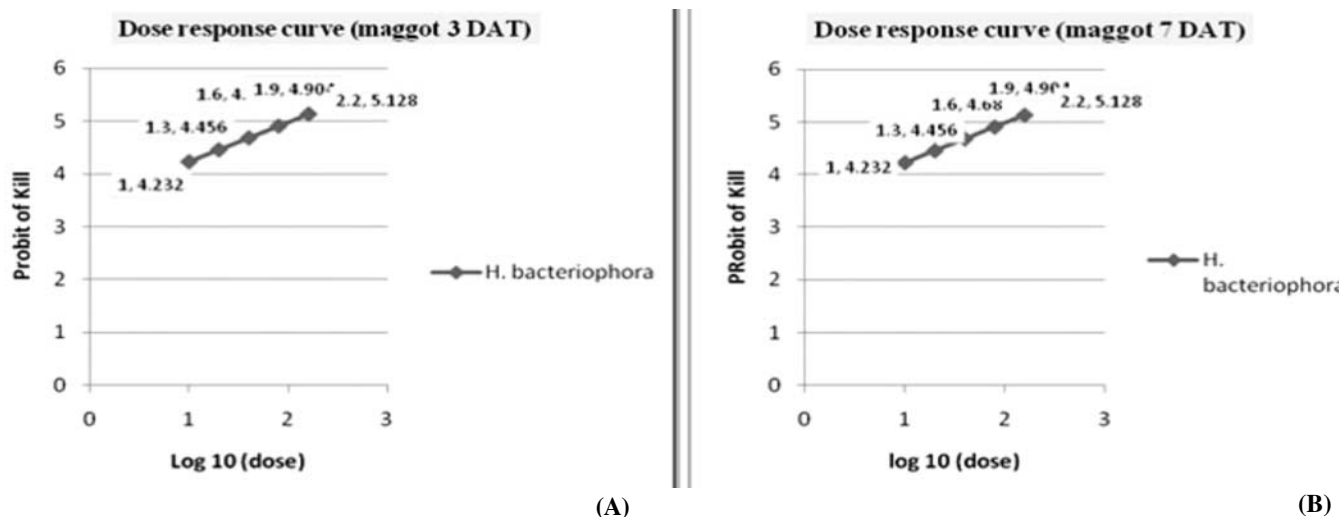 Dose response curve (maggot 3 DAT)
6
5
4
3
2
1
0
0 1 2 3
Probit of Kill
Log 10 (dose)
1, 4.232
1.3, 4.456
1.6, 4.
1.9, 4.904
2.2, 5.128
H. bacteriophora
(A)
Dose response curve (maggot 7 DAT)
6
5
4
3
2
1
0
0 1 2 3
PRobit of Kill
log 10 (dose)
1, 4.232
1.3, 4.456
1.6, 4.68
1.9, 4.904
2.2, 5.128
H.
bacteriophora
(B)